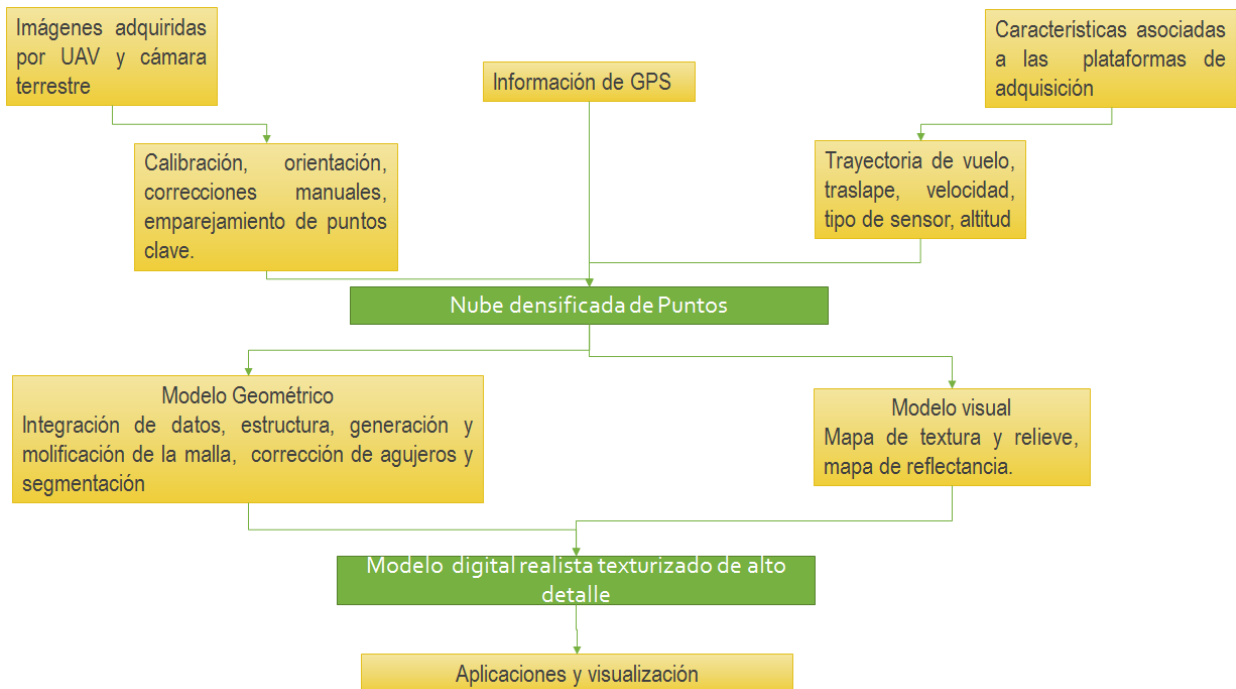 Imágenes adquiridas
por UAV y cámara
terrestre
Información de GPS
Características asociadas
a las plataformas de
adquisición
Calibración, orientación,
correcciones manuales,
emparejamiento de puntos
clave.
Trayectoria de vuelo,
traslape, velocidad,
tipo de sensor, altitud
Nube densificada de Puntos
Modelo Geométrico
Integración de datos, estructura, generación y
molificación de la malla, corrección de agujeros y
segmentación
Modelo visual
Mapa de textura y relieve,
mapa de reflectancia.
Modelo digital realista texturizado de alto
detalle
Aplicaciones y visualización